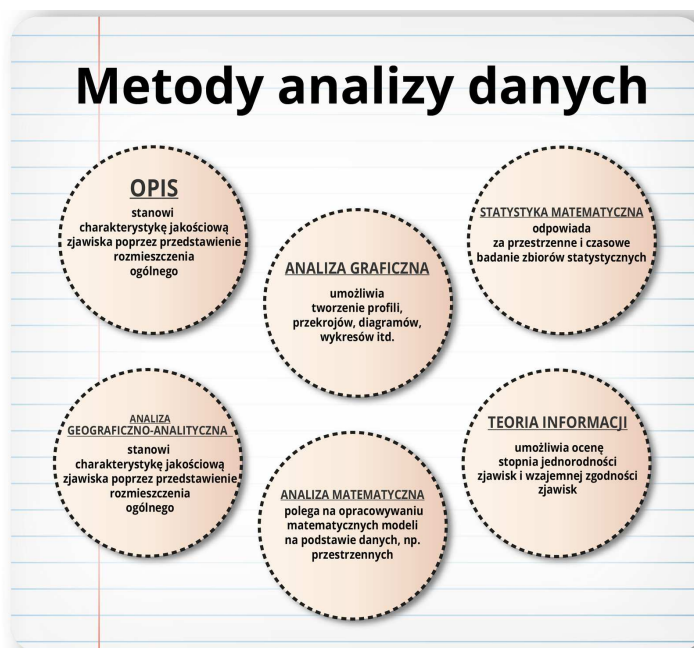 Metody analizy danych
OPIS
stanowi
charakterystykę jakościową
zjawiska poprzez przedstawienie
rozmieszczenia
ogólnego
ANALIZA GRAFICZNA
umożliwia
tworzenie profili,
przekrojów, diagramów,
wykresów itd.
STATYSTYKA MATEMATYCZNA
odpowiada
za przestrzenne i czasowe
badanie zbiorów statystycznych
ANALIZA
GEOGRAFICZNO-ANALITYCZNA
stanowi
charakterystykę jakościową
zjawiska poprzez przedstawienie
rozmieszczenia
ogólnego
ANALIZA MATEMATYCZNA
polega na opracowywaniu
matematycznych modeli
na podstawie danych, np.
przestrzennych
TEORIA INFORMACJI
umożliwia ocenę
stopnia jednorodności
zjawisk i wzajemnej zgodności
zjawisk